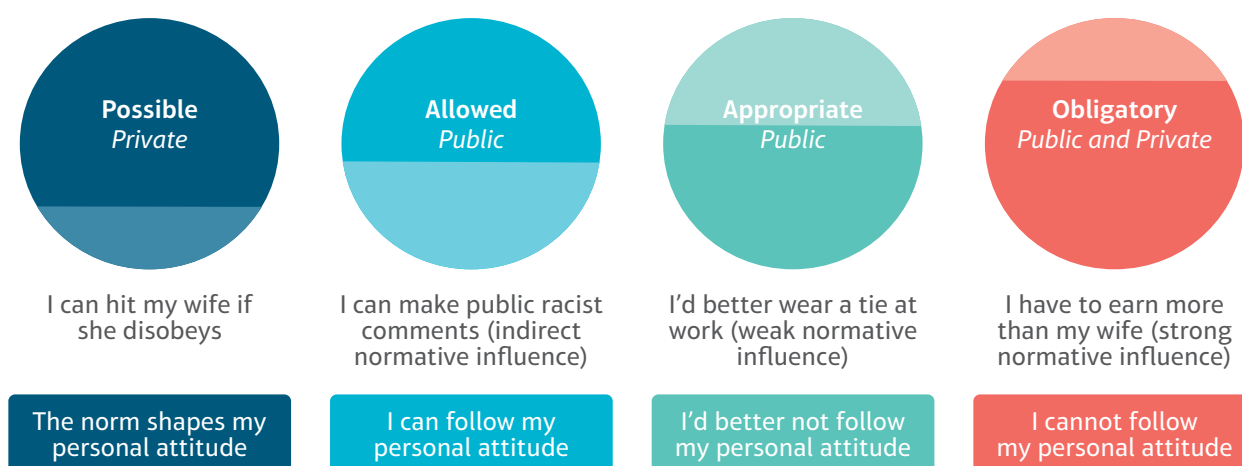 Possible
Private
Allowed
Public
Appropriate
Public
Obligatory
Public and Private
I can hit my wife if
she disobeys
I can make public racist
comments (indirect
normative influence)
I'd better wear a tie at
work (weak normative
influence)
I have to earn more
than my wife (strong
normative influence)
The norm shapes my
personal attitude
I can follow my
personal attitude
I'd better not follow
my personal attitude
I cannot follow
my personal attitude